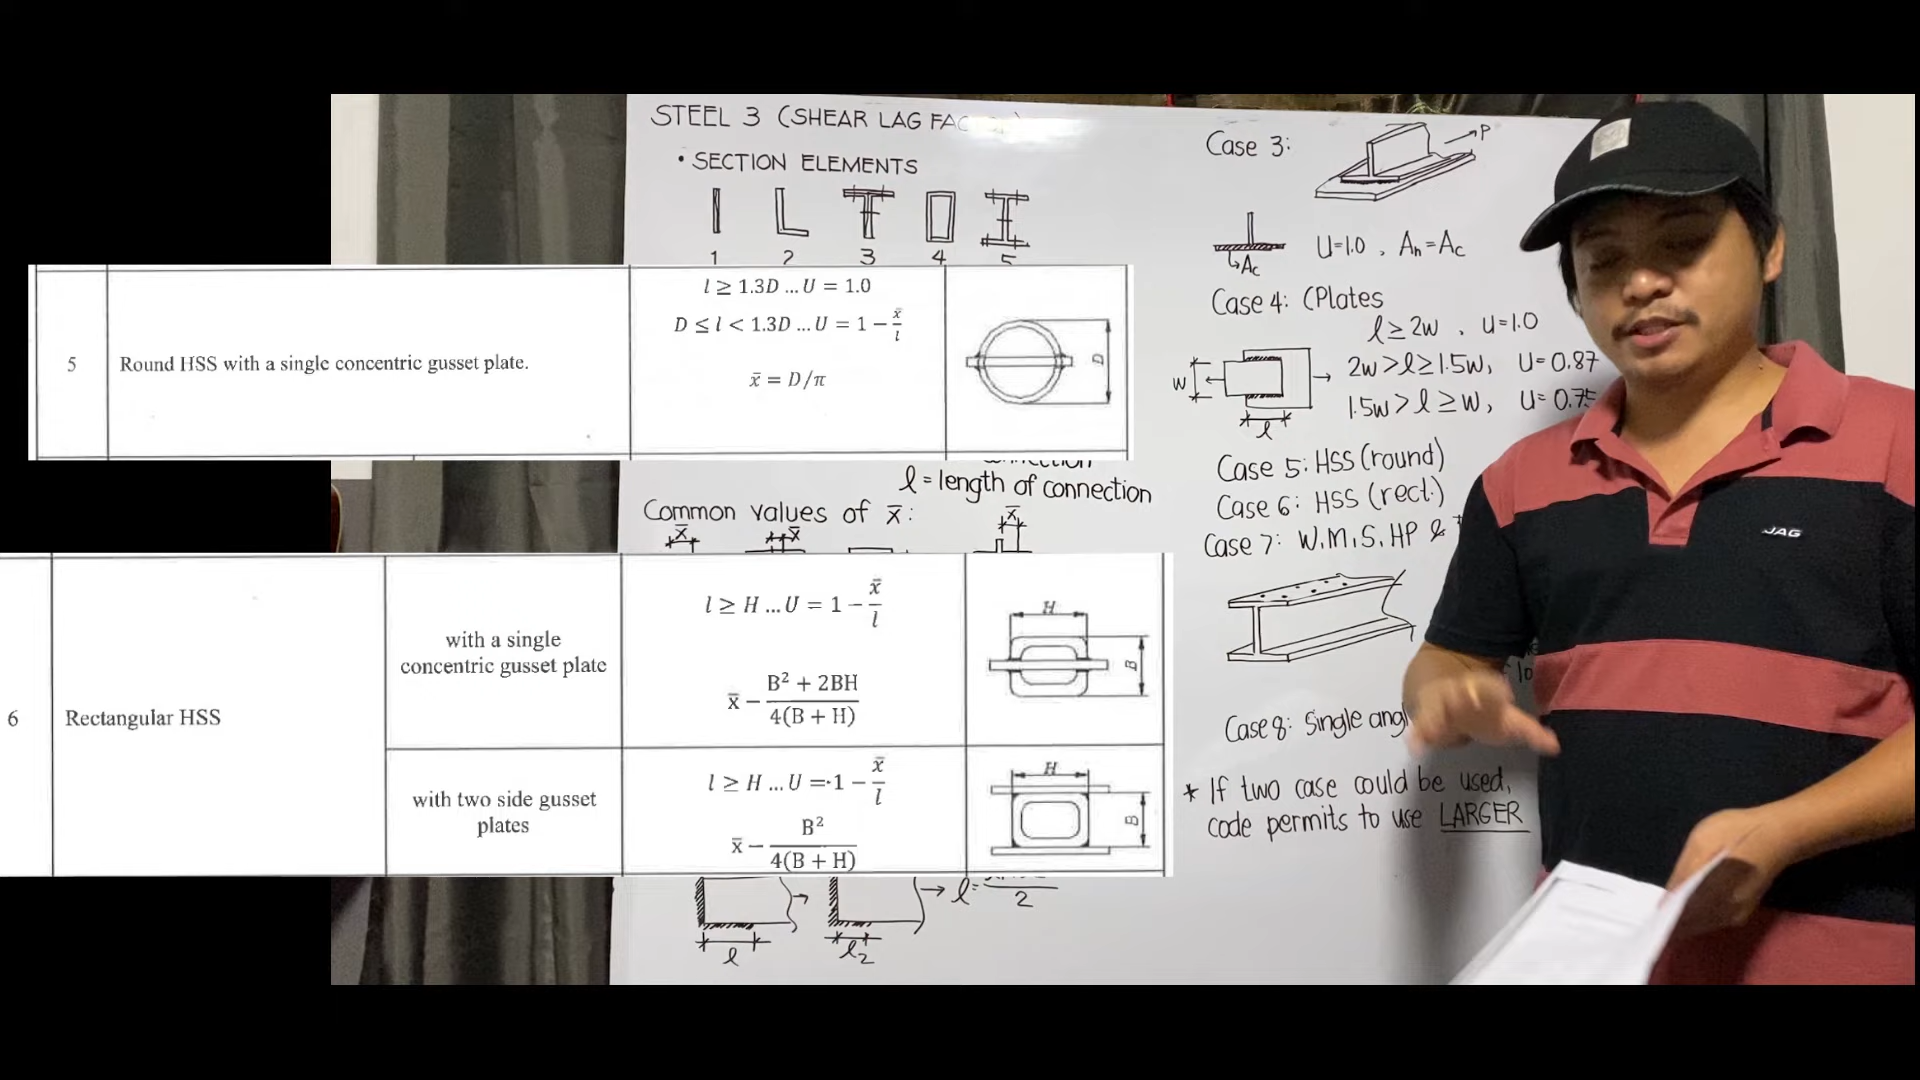 STEEL 3 (SHEAR LAG FAC
• SECTION ELEMENTS
1 2 3 4 5
5
Round HSS with a single concentric gusset plate.
l ≥ 1.3D ... U = 1.0
D ≤ l < 1.3D ... U = 1 − x̄/l
x̄ = D/π
D
connection
ℓ = length of connection
Common values of x̄:
x̄ x̄ x̄
6
Rectangular HSS
with a single
concentric gusset plate
l ≥ H ... U = 1 − x̄/l
x̄ − B² + 2BH / 4(B + H)
H
B
with two side gusset
plates
l ≥ H ... U = 1 − x̄/l
x̄ − B² / 4(B + H)
H
B
ℓ
ℓ2
ℓ =
2
Case 3:
P
Ac
U=1.0 , An = Ac
Case 4: (Plates
ℓ ≥ 2w , U=1.0
2w > ℓ ≥ 1.5w, U= 0.87
1.5w > ℓ ≥ w, U= 0.75
w
ℓ
Case 5: HSS (round)
Case 6: HSS (rect.)
Case 7: W, M, S, HP &
Case 8: Single angl
* If two case could be used,
code permits to use LARGER
JAG